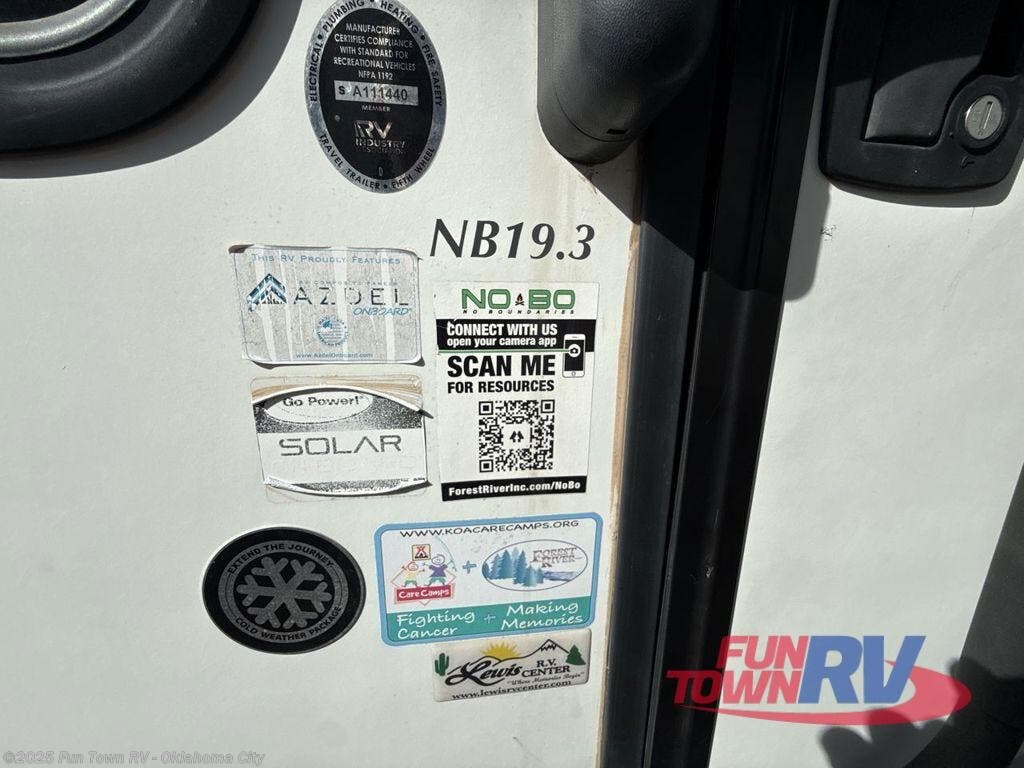 ELECTRICAL • PLUMBING • HEATING • FIRE SAFETY
MANUFACTURER
CERTIFIES COMPLIANCE
WITH STANDARD FOR
RECREATIONAL VEHICLES
NFPA 1192
A111440
MEMBER
RV
INDUSTRY
ASSOCIATION
D
TRAVEL TRAILER • FIFTH WHEEL
NB19.3
THIS RV PROUDLY FEATURES
AZDEL
ONBOARD®
www.AzdelOnboard.com
NO BO
NO BOUNDARIES
CONNECT WITH US
open your camera app
SCAN ME
FOR RESOURCES
ForestRiverInc.com/NoBo
Go Power!
SOLAR
EXTEND THE JOURNEY
COLD WEATHER PACKAGE
WWW.KOACARECAMPS.ORG
Care Camps
+
FOREST RIVER
Fighting Cancer + Making Memories
Lewis R.V. CENTER
"Where Memories Begin"
www.lewisrvcenter.com
FUN TOWN RV
©2025 Fun Town RV - Oklahoma City